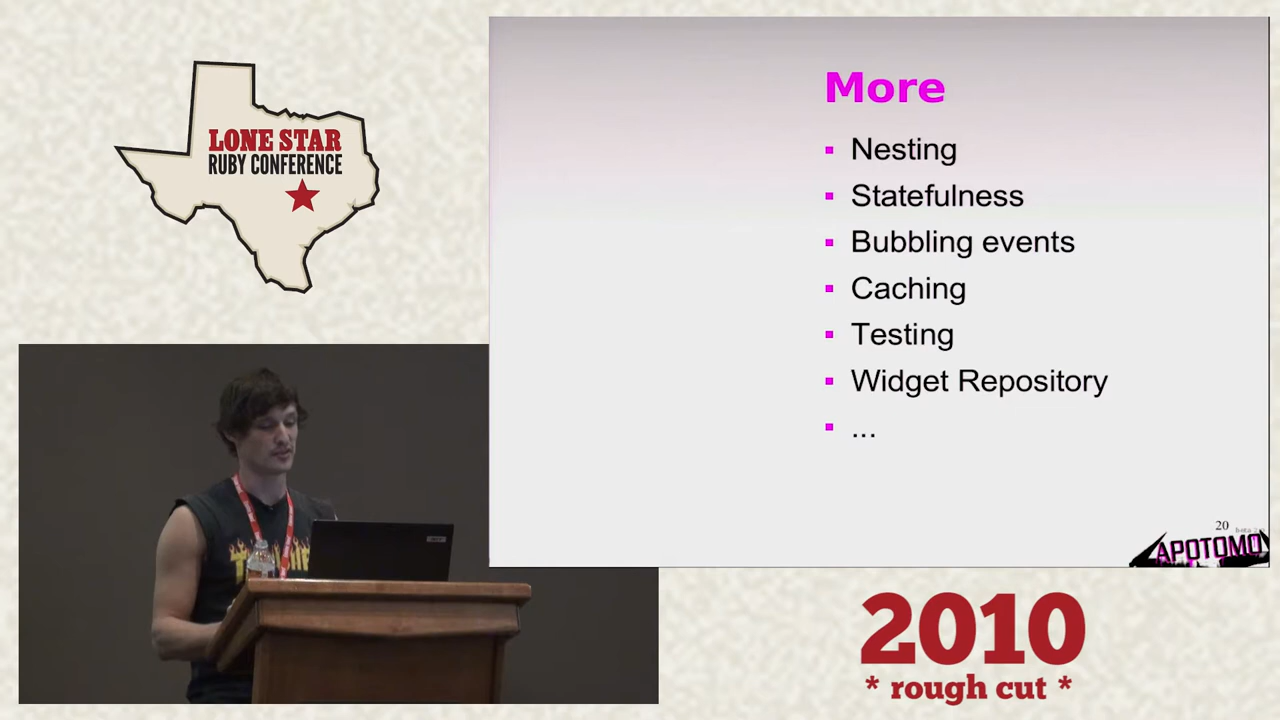 LONE STAR
RUBY CONFERENCE
More
Nesting
Statefulness
Bubbling events
Caching
Testing
Widget Repository
...
20
APOTOMO
2010
* rough cut *